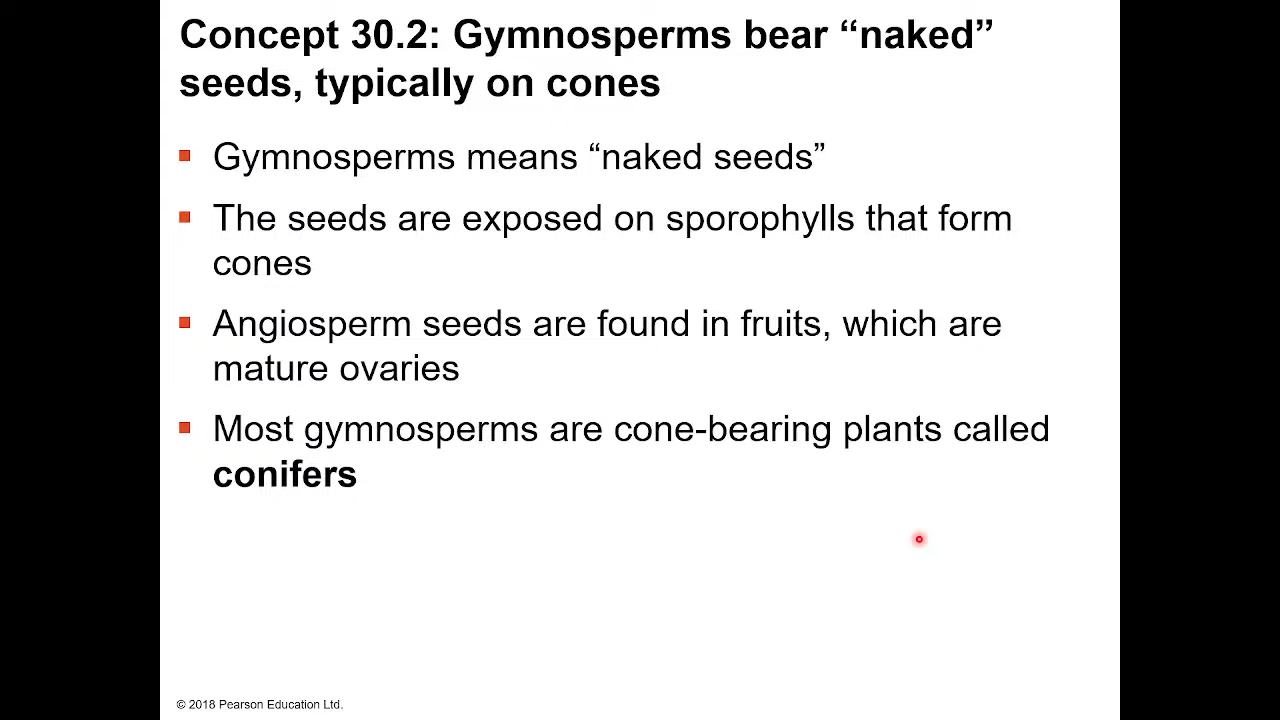 Concept 30.2: Gymnosperms bear “naked”
seeds, typically on cones
Gymnosperms means “naked seeds”
The seeds are exposed on sporophylls that form
cones
Angiosperm seeds are found in fruits, which are
mature ovaries
Most gymnosperms are cone-bearing plants called
conifers
© 2018 Pearson Education Ltd.